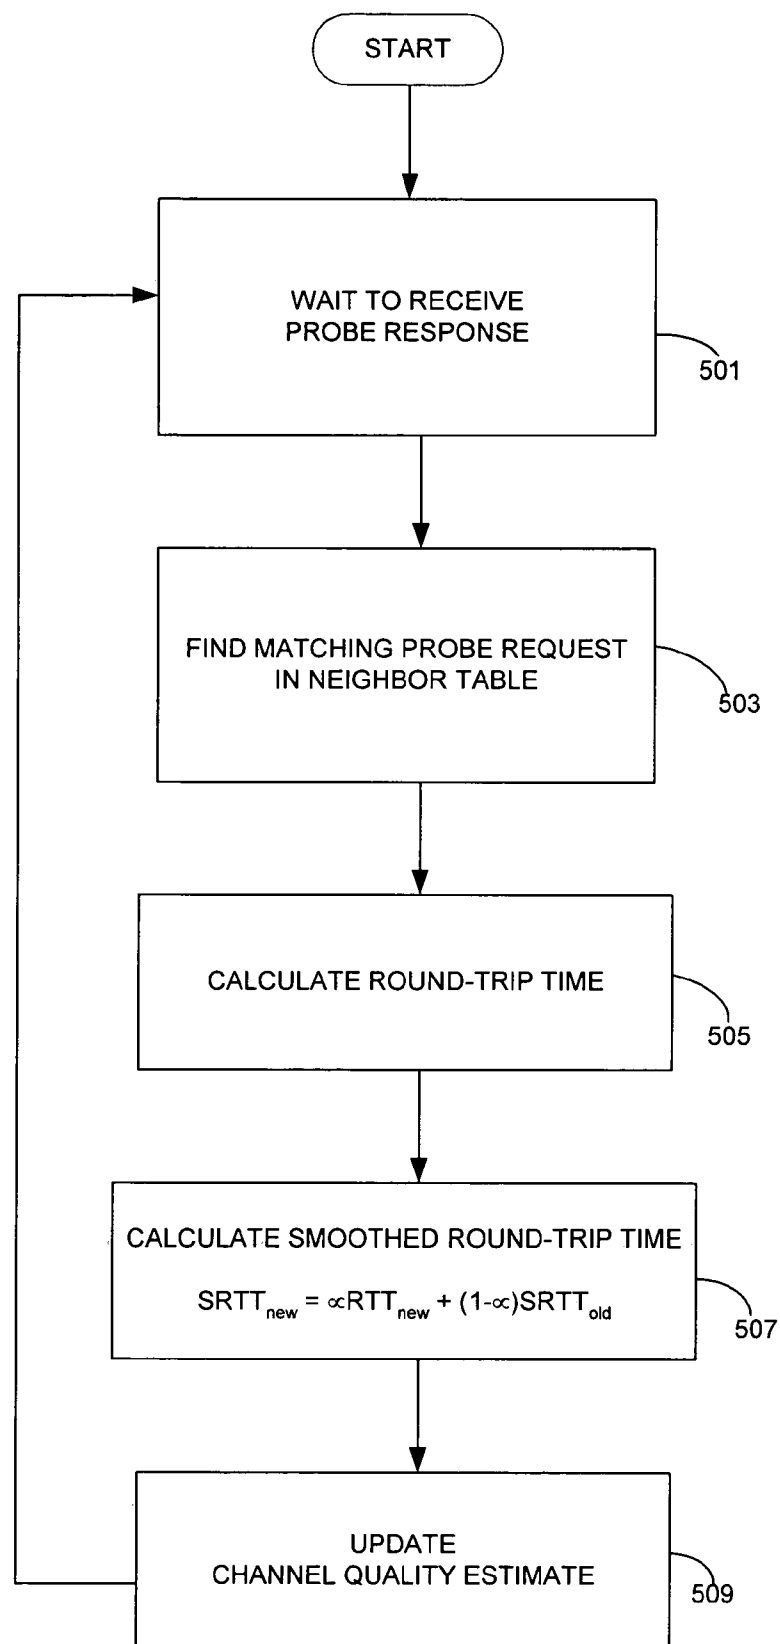 START
WAIT TO RECEIVE
PROBE RESPONSE
501
FIND MATCHING PROBE REQUEST
IN NEIGHBOR TABLE
503
CALCULATE ROUND-TRIP TIME
505
CALCULATE SMOOTHED ROUND-TRIP TIME
SRTTnew = ∝RTTnew + (1-∝)SRTTold
507
UPDATE
CHANNEL QUALITY ESTIMATE
509